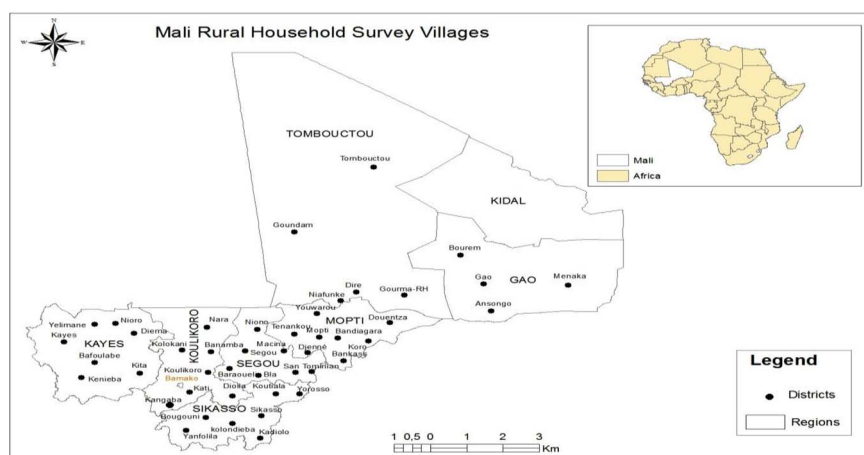 Mali Rural Household Survey Villages
N
W E
S
Mali
Africa
TOMBOUCTOU
Tombouctou
KIDAL
Goundam
Bourem
Gao
GAO
Menaka
Ansongo
Dire
Gourma-RH
Niafunke
Youwarou
MOPTI
Douentza
Nara
Niono
Tenankou
Mopti
Bandiagara
Yelimane
Nioro
Diema
Kayes
KAYES
Kolokani
KOULIKORO
Banamba
Macina
Segou
Djenné
Koro
Bankass
Bafoulabe
Kita
Kenieba
Koulikoro
SEGOU
Baraoueli
Bla
San
Tominian
Bamako
Kati
Dioila
Koutiala
Yorosso
Kangaba
SIKASSO
Bougouni
Sikasso
Yanfolila
kolondieba
Kadiolo
Legend
Districts
Regions
1 0,5 0 1 2 3
Km